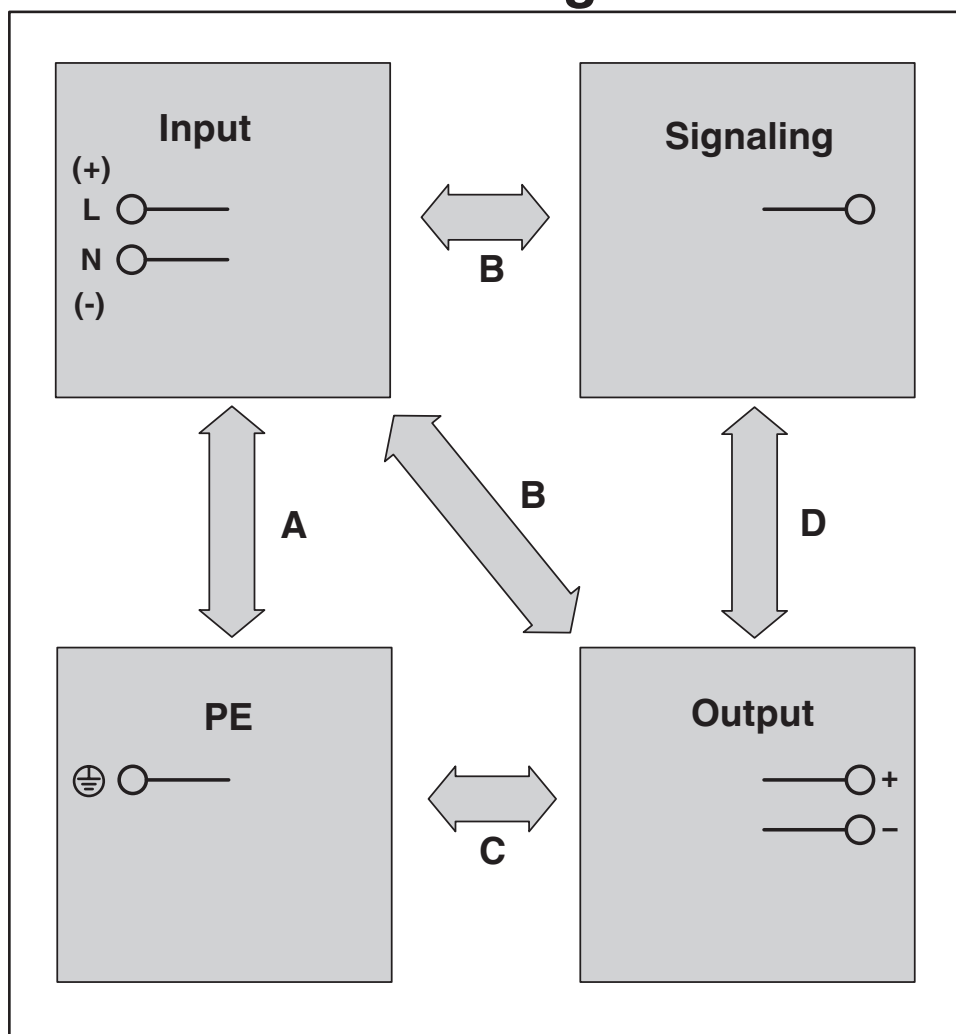 Input
(+)
L
N
(-)
Signaling
B
A
B
D
PE
Output
+
–
C